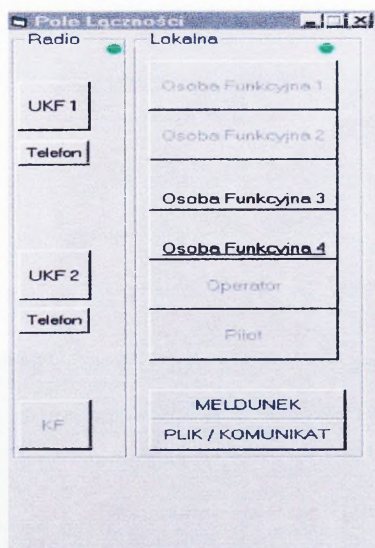 Pole Łączności
Radio
Lokalna
UKF 1
Telefon
UKF 2
Telefon
KF
Osoba Funkcyjna 1
Osoba Funkcyjna 2
Osoba Funkcyjna 3
Osoba Funkcyjna 4
Operator
Pilot
MELDUNEK
PLIK / KOMUNIKAT